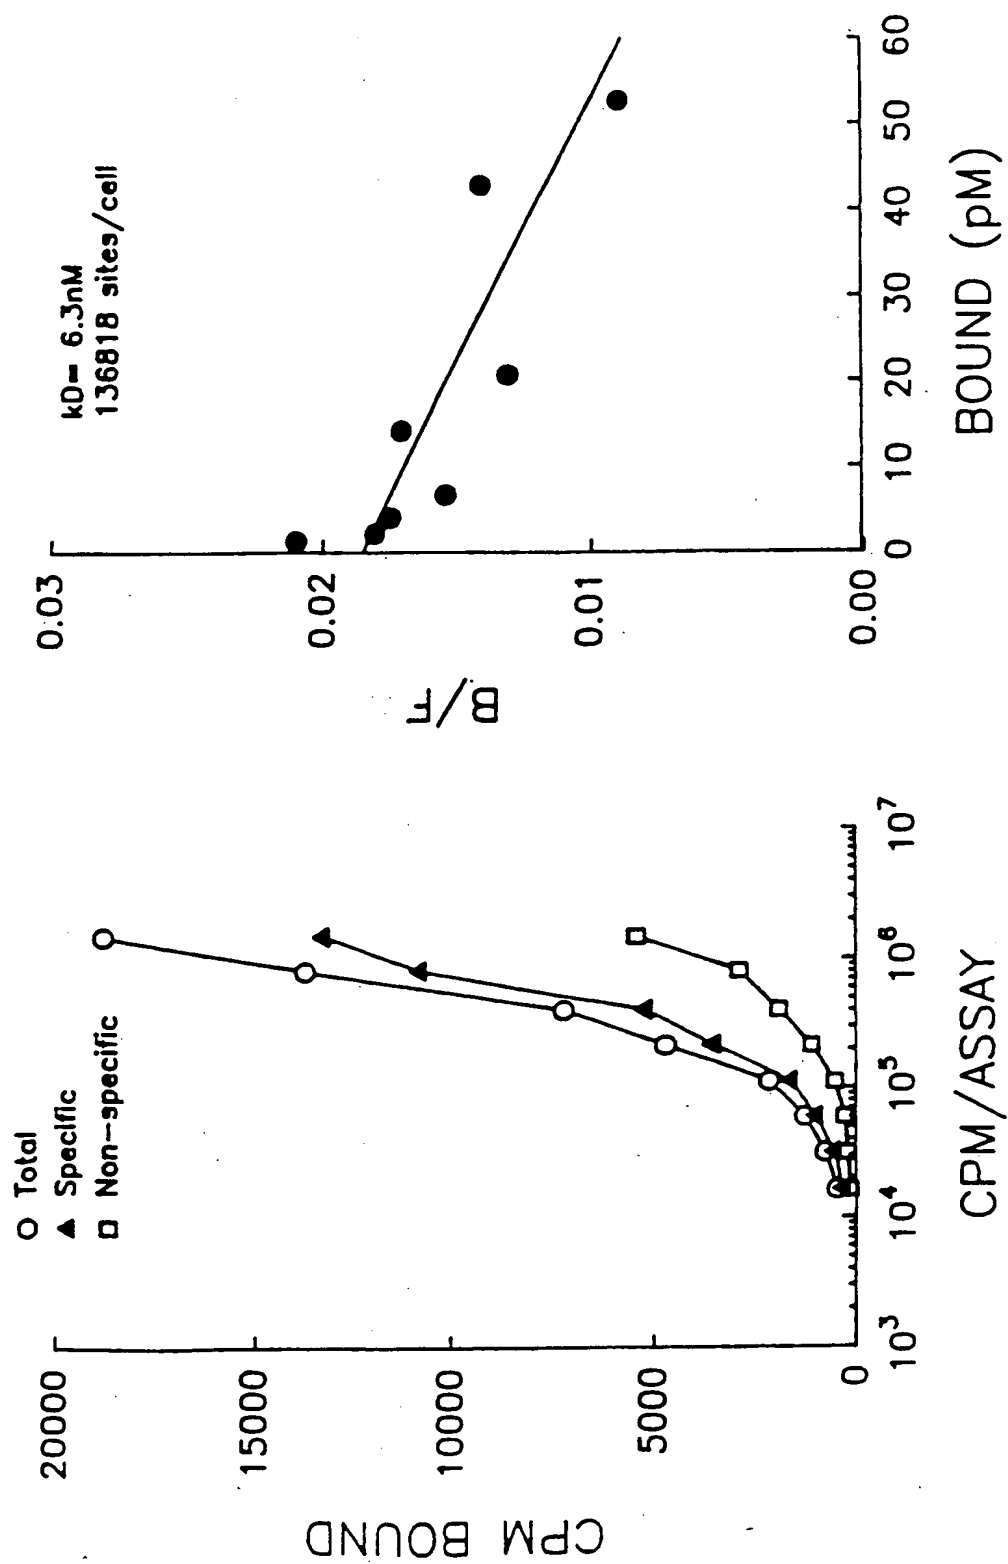 ○ Total
▲ Specific
□ Non-specific
20000
15000
10000
5000
0
CPM BOUND
10³
10⁴
10⁵
10⁶
10⁷
CPM/ASSAY
kD= 6.3nM
136818 sites/cell
0.03
0.02
0.01
0.00
B/F
0
10
20
30
40
50
60
BOUND (pM)